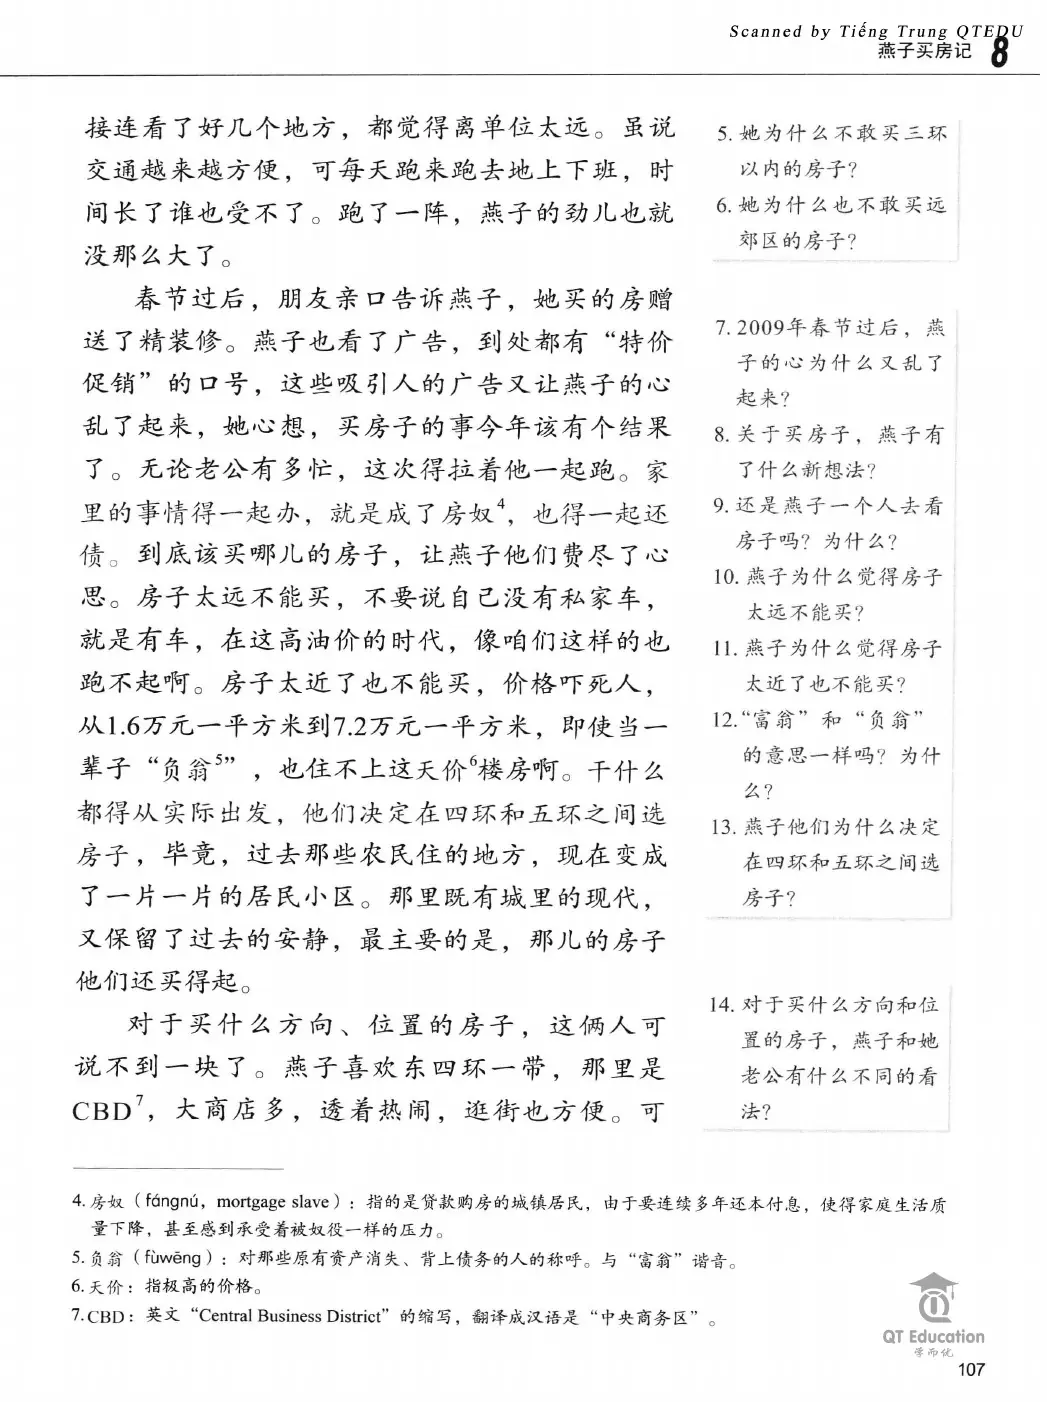 Scanned by Tiếng Trung QTEDU
燕子买房记 8
接连看了好几个地方，都觉得离单位太远。虽说
交通越来越方便，可每天跑来跑去地上下班，时
间长了谁也受不了。跑了一阵，燕子的劲儿也就
没那么大了。
春节过后，朋友亲口告诉燕子，她买的房赠
送了精装修。燕子也看了广告，到处都有“特价
促销”的口号，这些吸引人的广告又让燕子的心
乱了起来，她心想，买房子的事今年该有个结果
了。无论老公有多忙，这次得拉着他一起跑。家
里的事情得一起办，就是成了房奴4，也得一起还
债。到底该买哪儿的房子，让燕子他们费尽了心
思。房子太远不能买，不要说自己没有私家车，
就是有车，在这高油价的时代，像咱们这样的也
跑不起啊。房子太近了也不能买，价格吓死人，
从1.6万元一平方米到7.2万元一平方米，即使当一
辈子“负翁5”，也住不上这天价6楼房啊。干什么
都得从实际出发，他们决定在四环和五环之间选
房子，毕竟，过去那些农民住的地方，现在变成
了一片一片的居民小区。那里既有城里的现代，
又保留了过去的安静，最主要的是，那儿的房子
他们还买得起。
对于买什么方向、位置的房子，这俩人可
说不到一块了。燕子喜欢东四环一带，那里是
CBD7，大商店多，透着热闹，逛街也方便。可
5. 她为什么不敢买三环
以内的房子？
6. 她为什么也不敢买远
郊区的房子？
7. 2009年春节过后，燕
子的心为什么又乱了
起来？
8. 关于买房子，燕子有
了什么新想法？
9. 还是燕子一个人去看
房子吗？为什么？
10. 燕子为什么觉得房子
太远不能买？
11. 燕子为什么觉得房子
太近了也不能买？
12. “富翁”和“负翁”
的意思一样吗？为什
么？
13. 燕子他们为什么决定
在四环和五环之间选
房子？
14. 对于买什么方向和位
置的房子，燕子和她
老公有什么不同的看
法？
4. 房奴（fángnú，mortgage slave）：指的是贷款购房的城镇居民，由于要连续多年还本付息，使得家庭生活质
量下降，甚至感到承受着被奴役一样的压力。
5. 负翁（fùwēng）：对那些原有资产消失、背上债务的人的称呼。与“富翁”谐音。
6. 天价：指极高的价格。
7. CBD：英文“Central Business District”的缩写，翻译成汉语是“中央商务区”。
QT Education
学而优
107